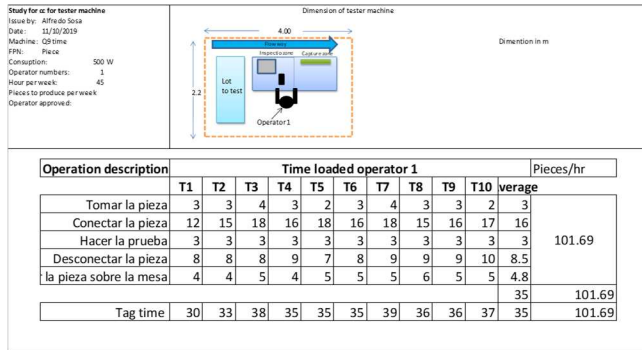 Study for cc for tester machine
Issue by: Alfredo Sosa
Date: 11/10/2019
Machine: Q9 time
FPN: Piece
Consuption: 500 W
Operator numbers: 1
Hour per week: 45
Pieces to produce per week
Operator approved:
Dimension of tester machine
4.00
Flow way
Inspectio zone Capture zone
Dimention in m
2.2
Lot
to test
Operator1
Operation description Time loaded operator 1 Pieces/hr
T1 T2 T3 T4 T5 T6 T7 T8 T9 T10 verage
Tomar la pieza 3 3 4 3 2 3 4 3 3 2 3
Conectar la pieza 12 15 18 16 18 16 18 15 16 17 16
Hacer la prueba 3 3 3 3 3 3 3 3 3 3 3 101.69
Desconectar la pieza 8 8 8 9 7 8 9 9 9 10 8.5
la pieza sobre la mesa 4 4 5 4 5 5 5 6 5 5 4.8
35 101.69
Tag time 30 33 38 35 35 35 39 36 36 37 35 101.69